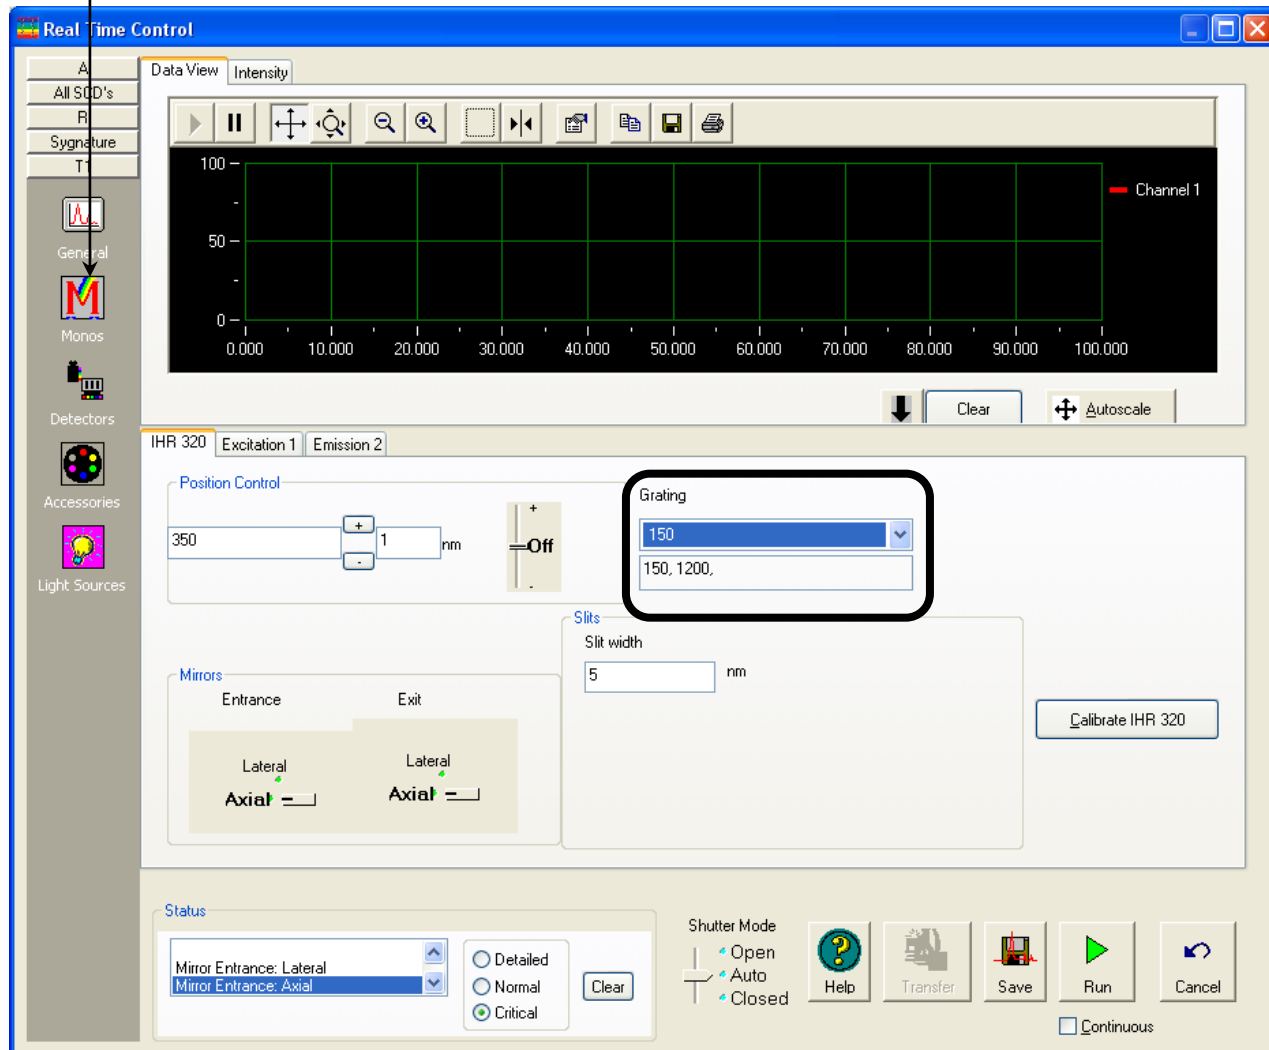 Real Time Control
A
All SCD's
R
Sygnature
T1
General
Monos
Detectors
Accessories
Light Sources
Data View Intensity
100
50
0
0.000 10.000 20.000 30.000 40.000 50.000 60.000 70.000 80.000 90.000 100.000
Channel 1
Clear Autoscale
IHR 320 Excitation 1 Emission 2
Position Control
350
+
-
1 nm
+
Off
-
Grating
150
150, 1200,
Slits
Slit width
5 nm
Mirrors
Entrance Exit
Lateral Lateral
Axial Axial
Calibrate IHR 320
Status
Mirror Entrance: Lateral
Mirror Entrance: Axial
Detailed
Normal
Critical
Clear
Shutter Mode
Open
Auto
Closed
Help Transfer Save Run Cancel
Continuous